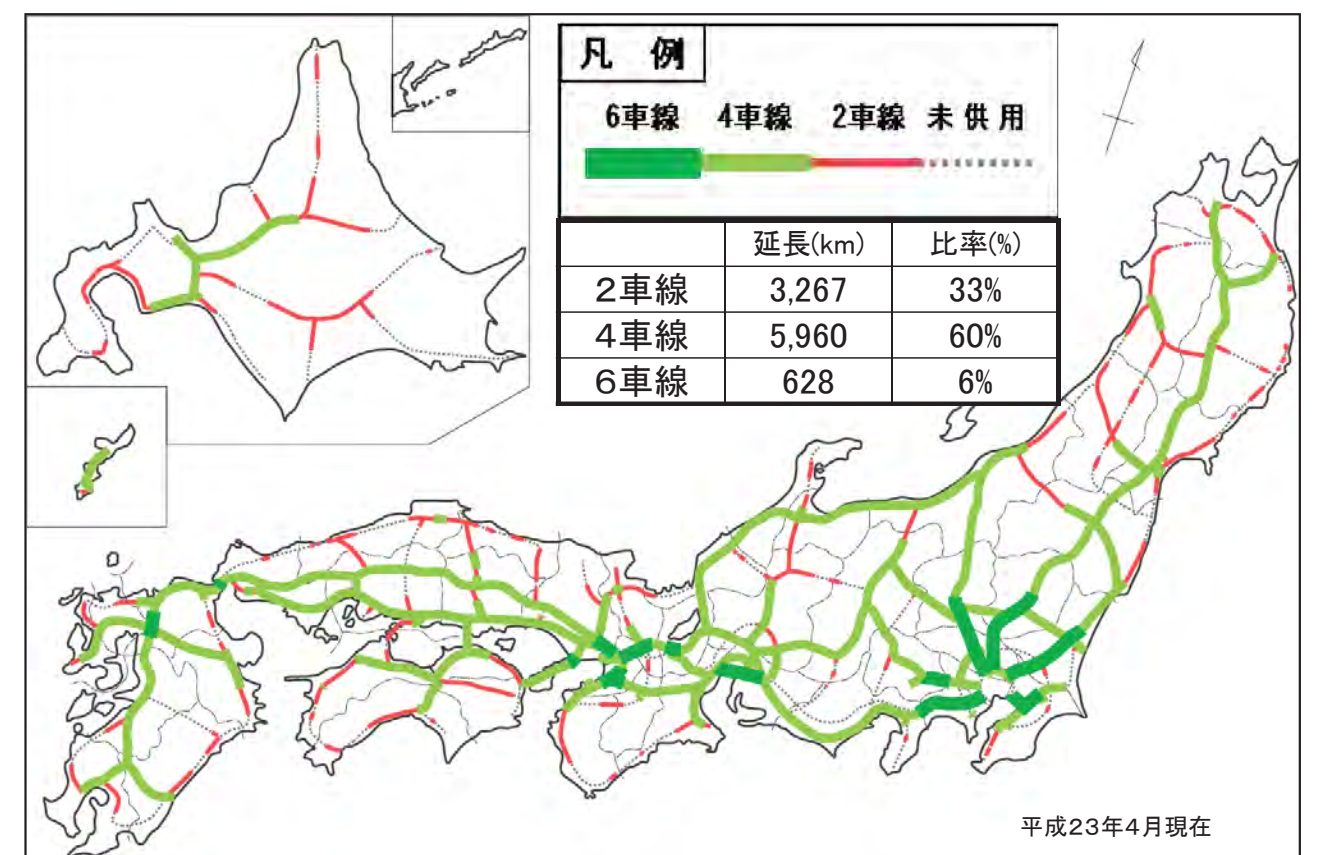 凡 例
6車線 4車線 2車線 未供用
延長(km) 比率(%)
２車線 3,267 33%
４車線 5,960 60%
６車線 628 6%
平成２３年４月現在